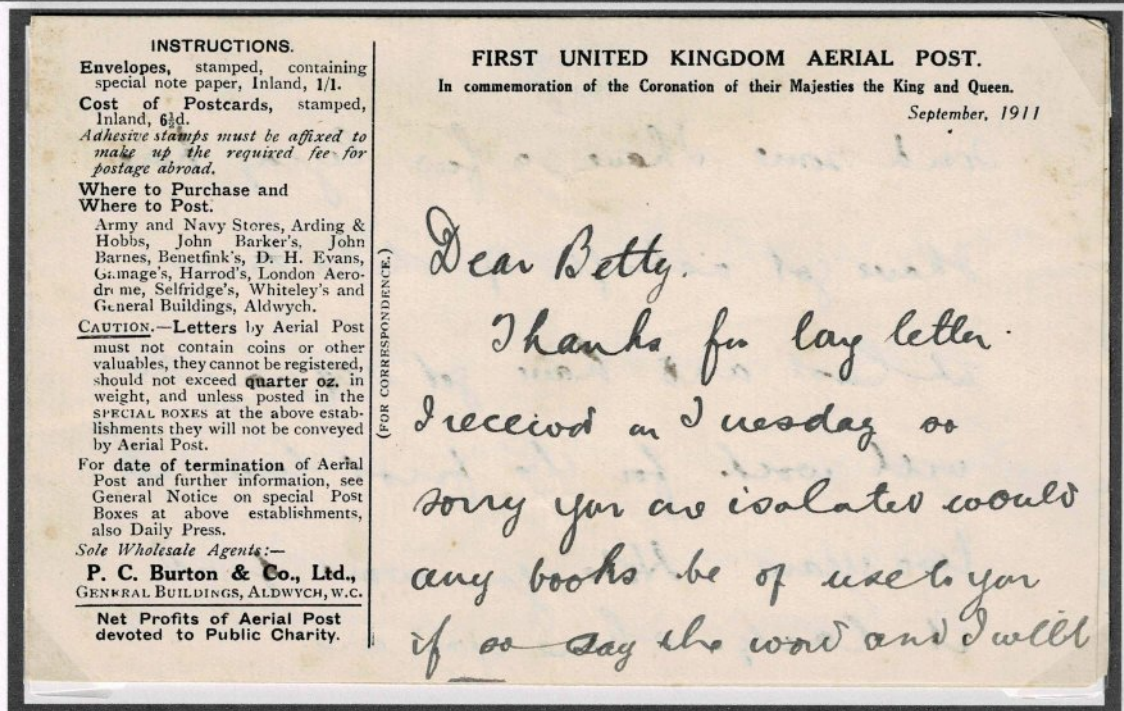 INSTRUCTIONS.
Envelopes, stamped, containing
special note paper, Inland, 1/1.
Cost of Postcards, stamped,
Inland, 6½d.
Adhesive stamps must be affixed to
make up the required fee for
postage abroad.
Where to Purchase and
Where to Post.
Army and Navy Stores, Arding &
Hobbs, John Barker's, John
Barnes, Benetfink's, D. H. Evans,
Gamage's, Harrod's, London Aero-
drome, Selfridge's, Whiteley's and
General Buildings, Aldwych.
CAUTION.—Letters by Aerial Post
must not contain coins or other
valuables, they cannot be registered,
should not exceed quarter oz. in
weight, and unless posted in the
SPECIAL BOXES at the above estab-
lishments they will not be conveyed
by Aerial Post.
For date of termination of Aerial
Post and further information, see
General Notice on special Post
Boxes at above establishments,
also Daily Press.
Sole Wholesale Agents:—
P. C. Burton & Co., Ltd.,
GENERAL BUILDINGS, ALDWYCH, W.C.
Net Profits of Aerial Post
devoted to Public Charity.
(FOR CORRESPONDENCE.)
FIRST UNITED KINGDOM AERIAL POST.
In commemoration of the Coronation of their Majesties the King and Queen.
September, 1911
Dear Betty.
Thanks for letter
I received on Tuesday so
sorry you are isolated would
any books be of use to you
if so say the word and I will